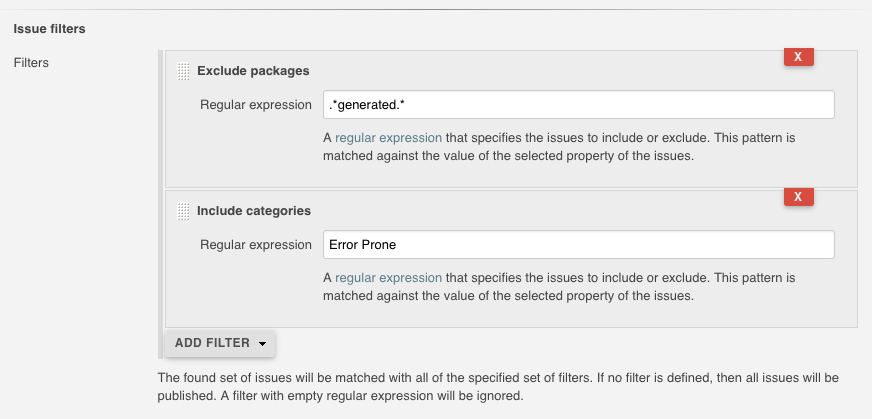 Issue filters
Filters
X
Exclude packages
Regular expression .*generated.*
A regular expression that specifies the issues to include or exclude. This pattern is
matched against the value of the selected property of the issues.
X
Include categories
Regular expression Error Prone
A regular expression that specifies the issues to include or exclude. This pattern is
matched against the value of the selected property of the issues.
ADD FILTER
The found set of issues will be matched with all of the specified set of filters. If no filter is defined, then all issues will be
published. A filter with empty regular expression will be ignored.